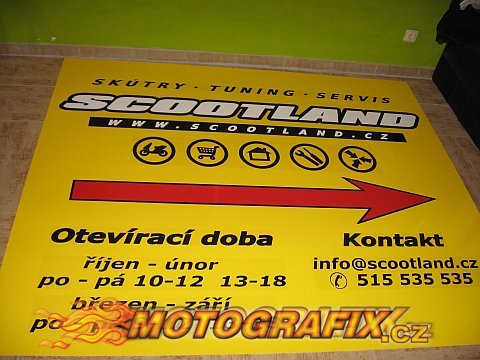 SKÚTRY · TUNING · SERVIS
SCOOTLAND
WWW.SCOOTLAND.CZ
Otevírací doba
říjen - únor
po - pá 10-12 13-18
březen - září
po
Kontakt
info@scootland.cz
✆ 515 535 535
MOTOGRAFIX.cz